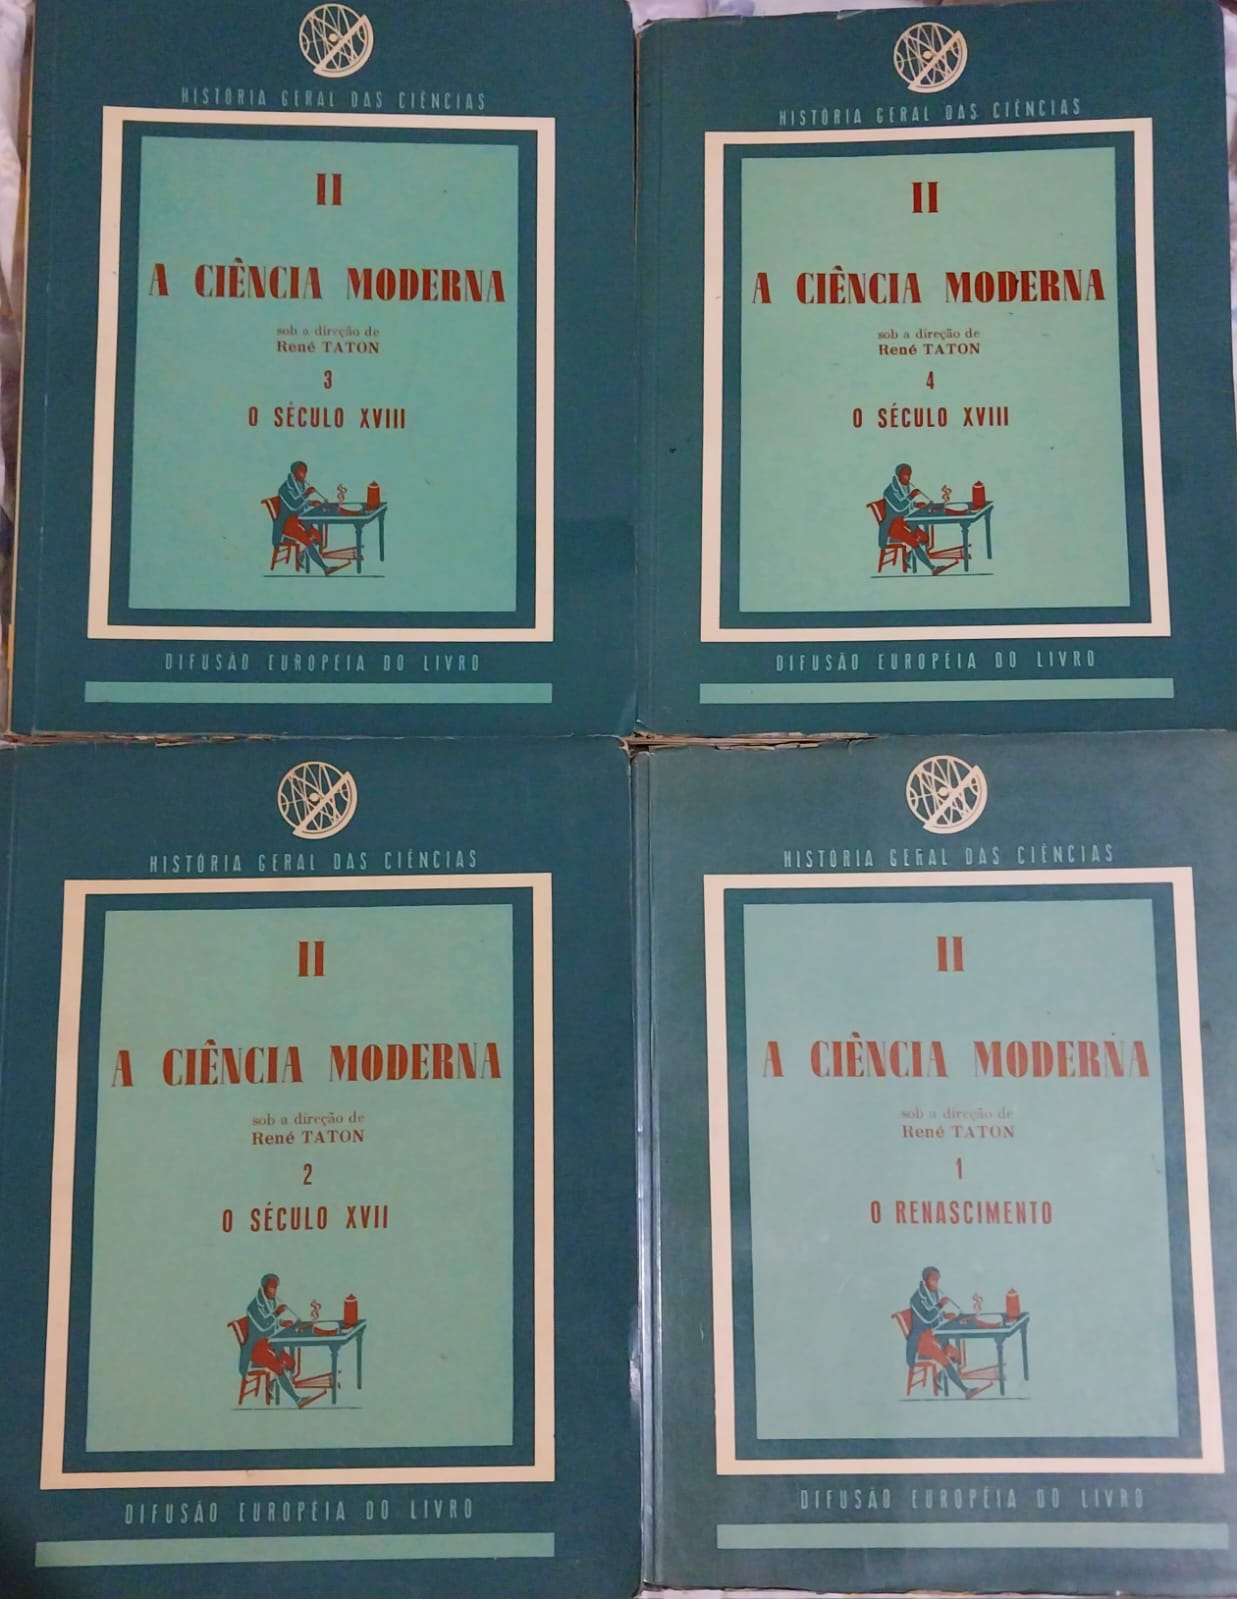 HISTÓRIA GERAL DAS CIÊNCIAS
II
A CIÊNCIA MODERNA
sob a direção de
René TATON
3
O SÉCULO XVIII
DIFUSÃO EUROPÉIA DO LIVRO
HISTÓRIA GERAL DAS CIÊNCIAS
II
A CIÊNCIA MODERNA
sob a direção de
René TATON
4
O SÉCULO XVIII
DIFUSÃO EUROPÉIA DO LIVRO
HISTÓRIA GERAL DAS CIÊNCIAS
II
A CIÊNCIA MODERNA
sob a direção de
René TATON
2
O SÉCULO XVII
DIFUSÃO EUROPÉIA DO LIVRO
HISTÓRIA GERAL DAS CIÊNCIAS
II
A CIÊNCIA MODERNA
sob a direção de
René TATON
1
O RENASCIMENTO
DIFUSÃO EUROPÉIA DO LIVRO